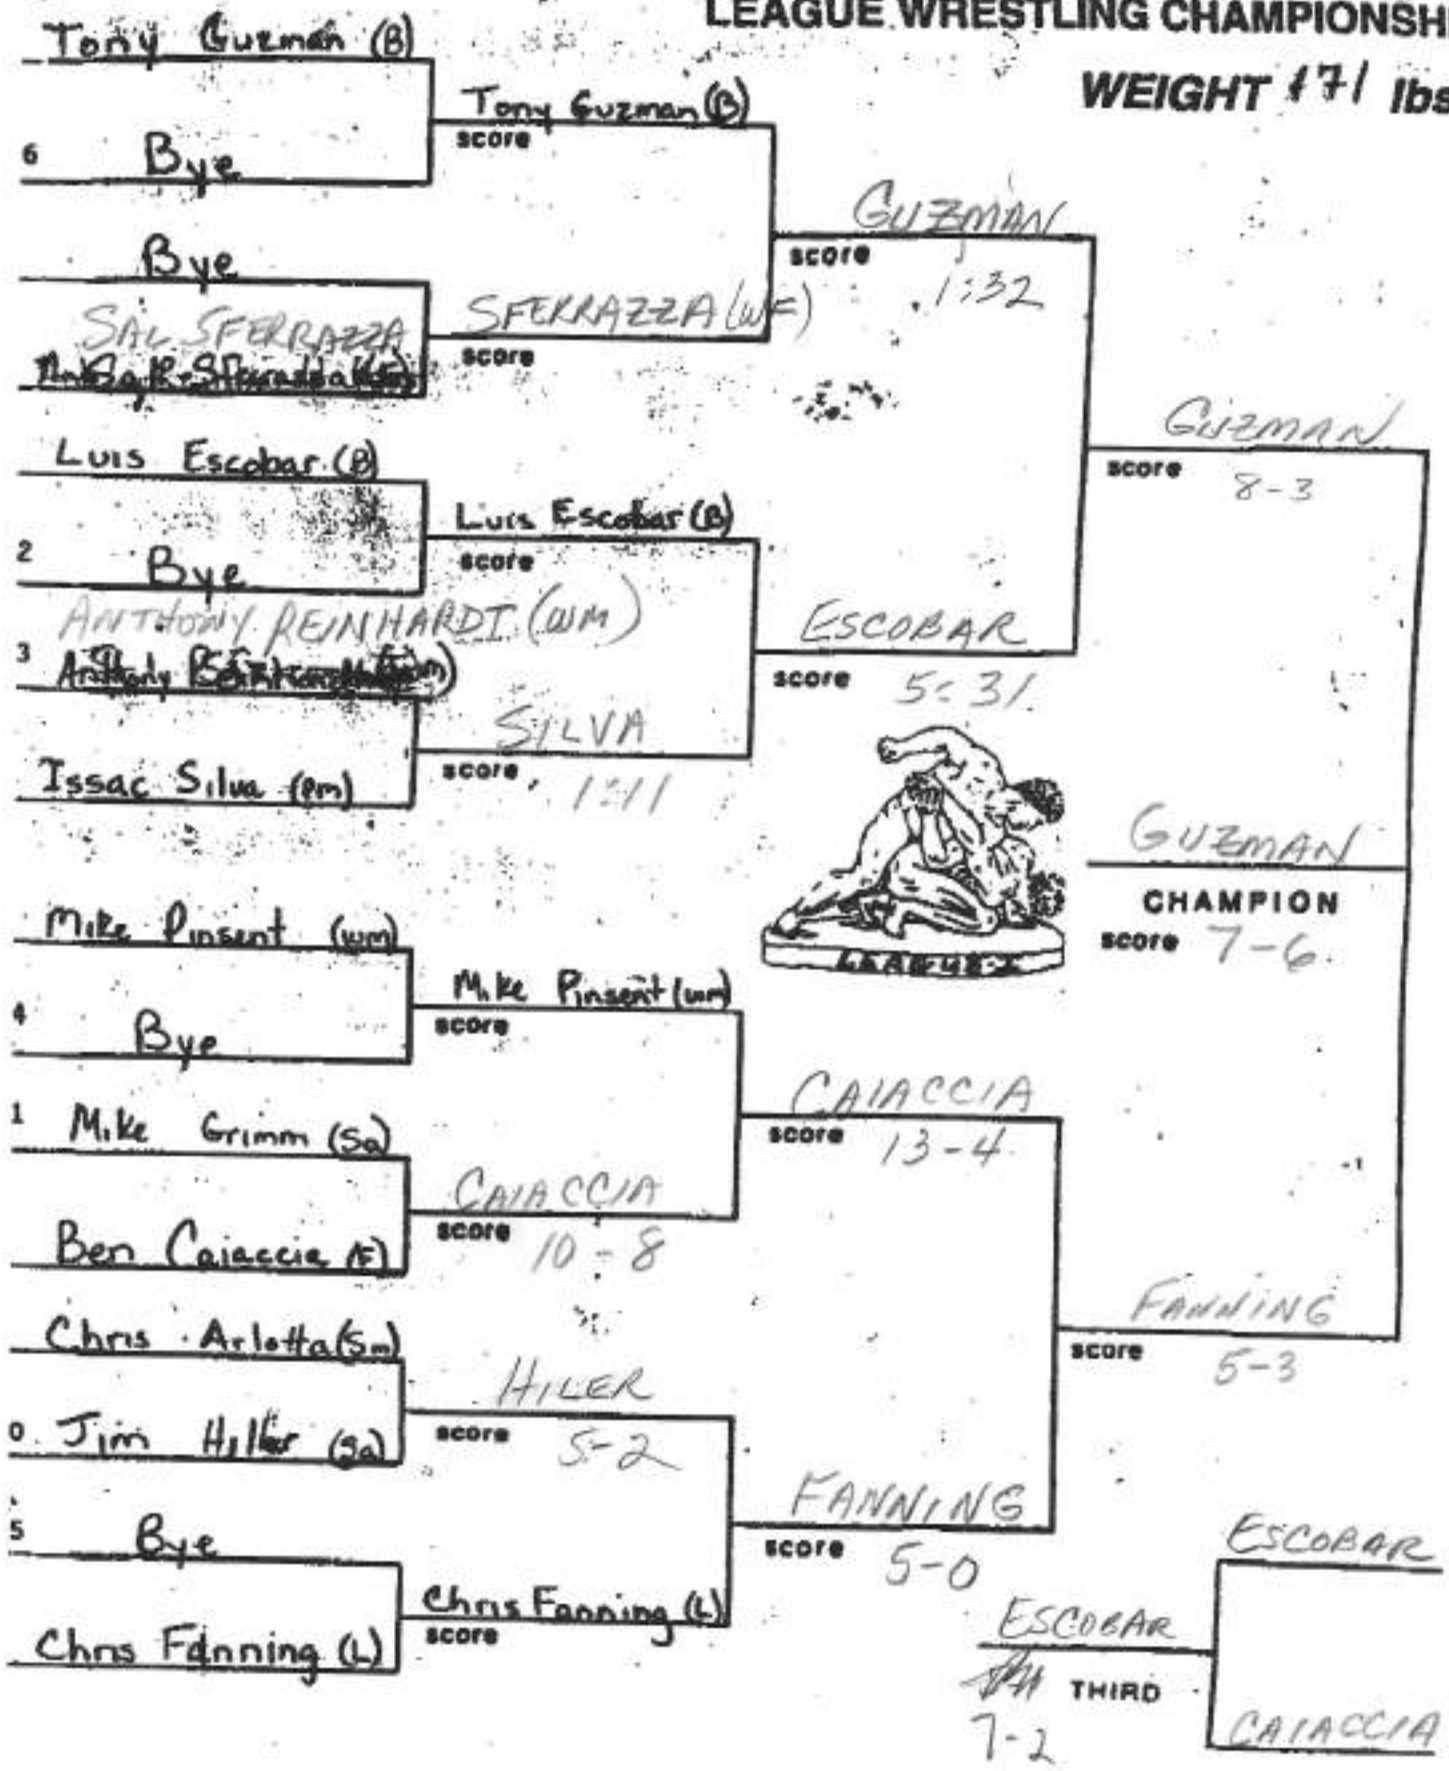 LEAGUE WRESTLING CHAMPIONSHI
WEIGHT 171 lbs
Tony Guzman (B)
6 Bye
Tony Guzman (B)
score
Bye
SAL SFERRAZZA
SFERRAZZA (WF)
score
GUZMAN
score
1:32
Luis Escobar (B)
2 Bye
Luis Escobar (B)
score
ANTHONY REINHARDT (WM)
3 Anthony
Issac Silva (pm)
SILVA
score 1:11
ESCOBAR
score 5:31
GUZMAN
score 8-3
GUZMAN
CHAMPION
score 7-6
Mike Pinsent (wm)
4 Bye
Mike Pinsent (wm)
score
1 Mike Grimm (Sa)
Ben Caiaccia (F)
CAIACCIA
score 10-8
CAIACCIA
score 13-4
Chris Arlotta (Sm)
0 Jim Hiler (Sa)
HILER
score 5-2
5 Bye
Chris Fanning (L)
Chris Fanning (L)
score
FANNING
score 5-0
FANNING
score 5-3
ESCOBAR
ESCOBAR
THIRD
7-2
CAIACCIA